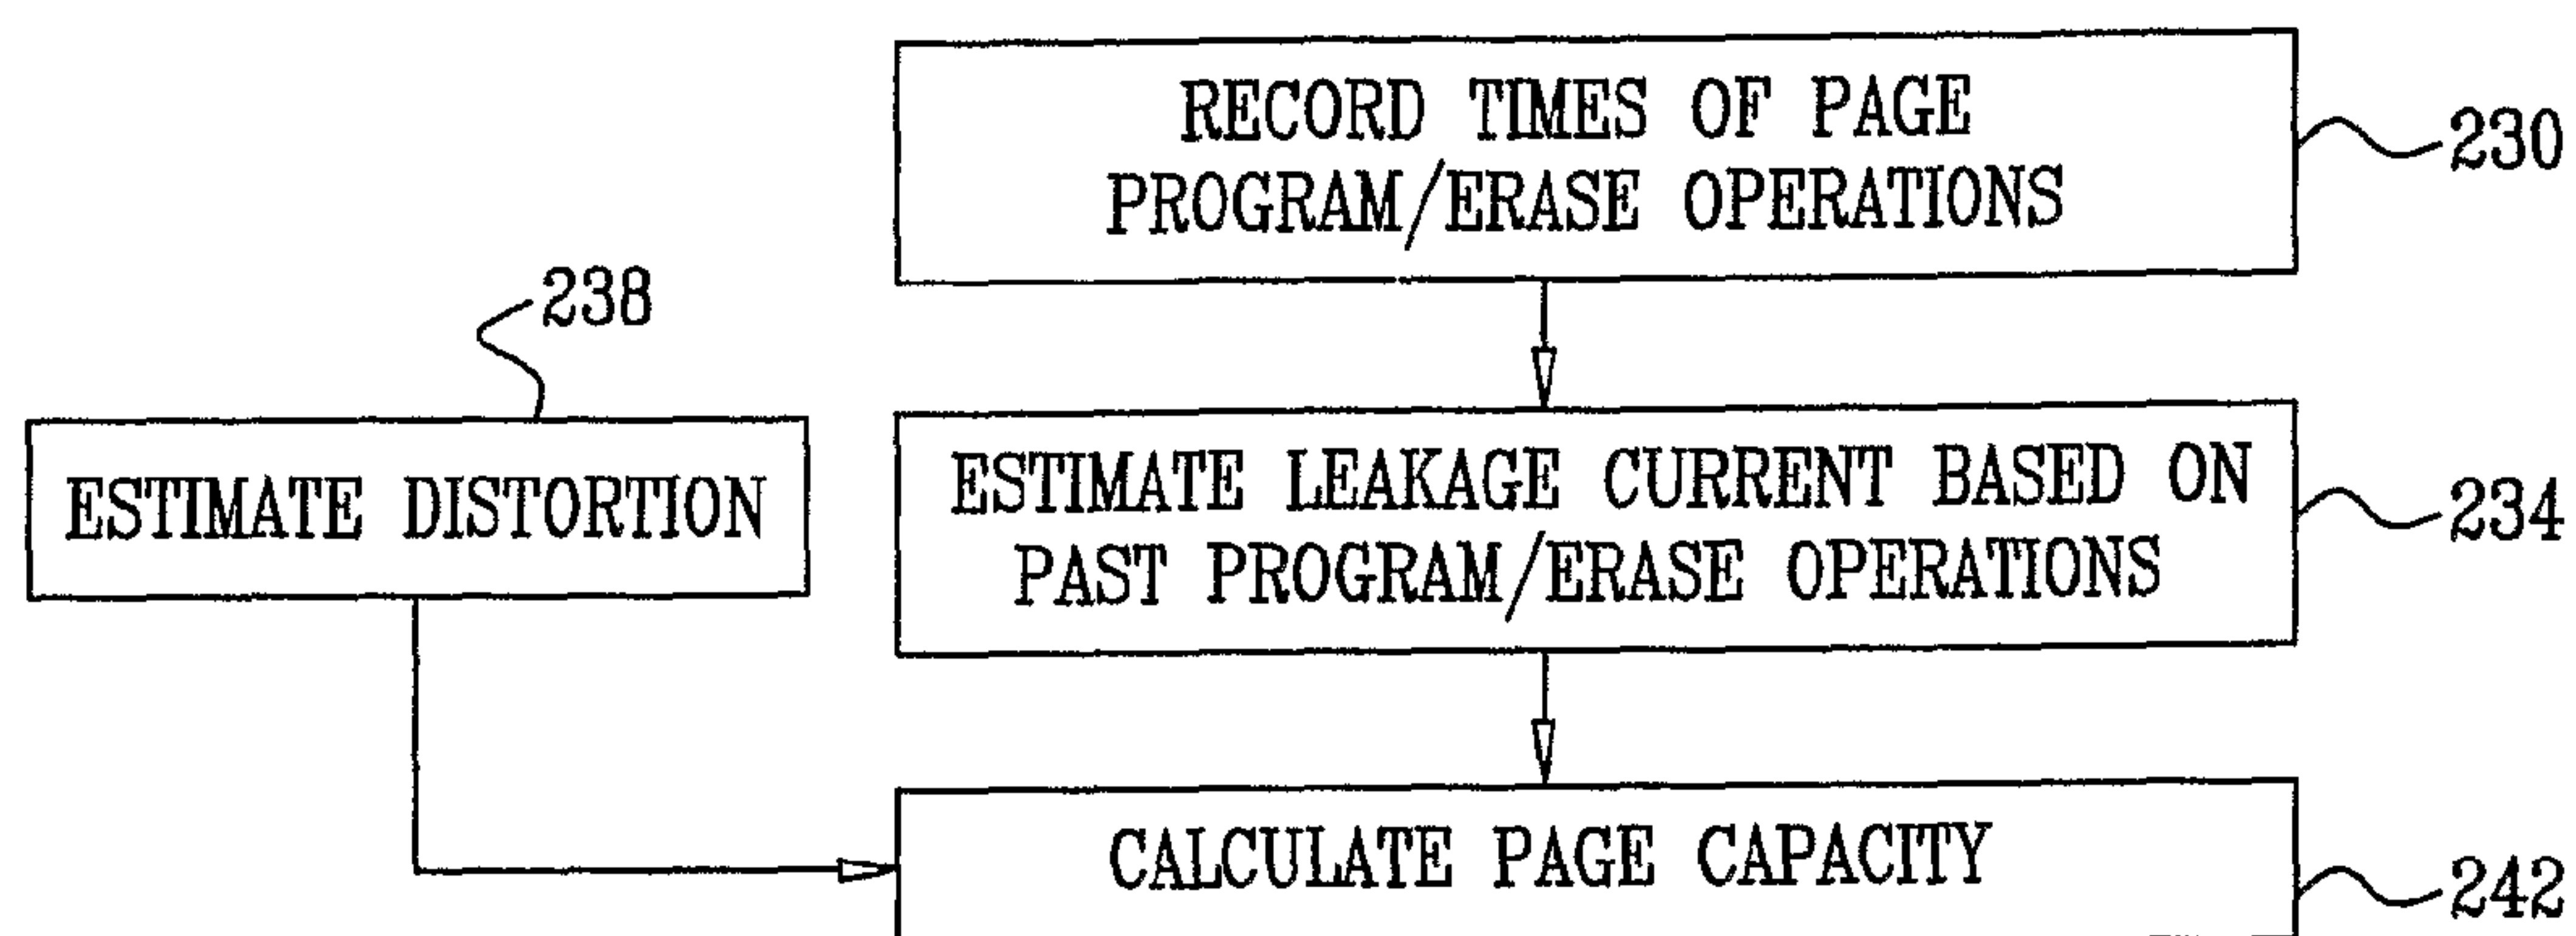 RECORD TIMES OF PAGE
PROGRAM/ERASE OPERATIONS
230
238
ESTIMATE DISTORTION
ESTIMATE LEAKAGE CURRENT BASED ON
PAST PROGRAM/ERASE OPERATIONS
234
CALCULATE PAGE CAPACITY
242